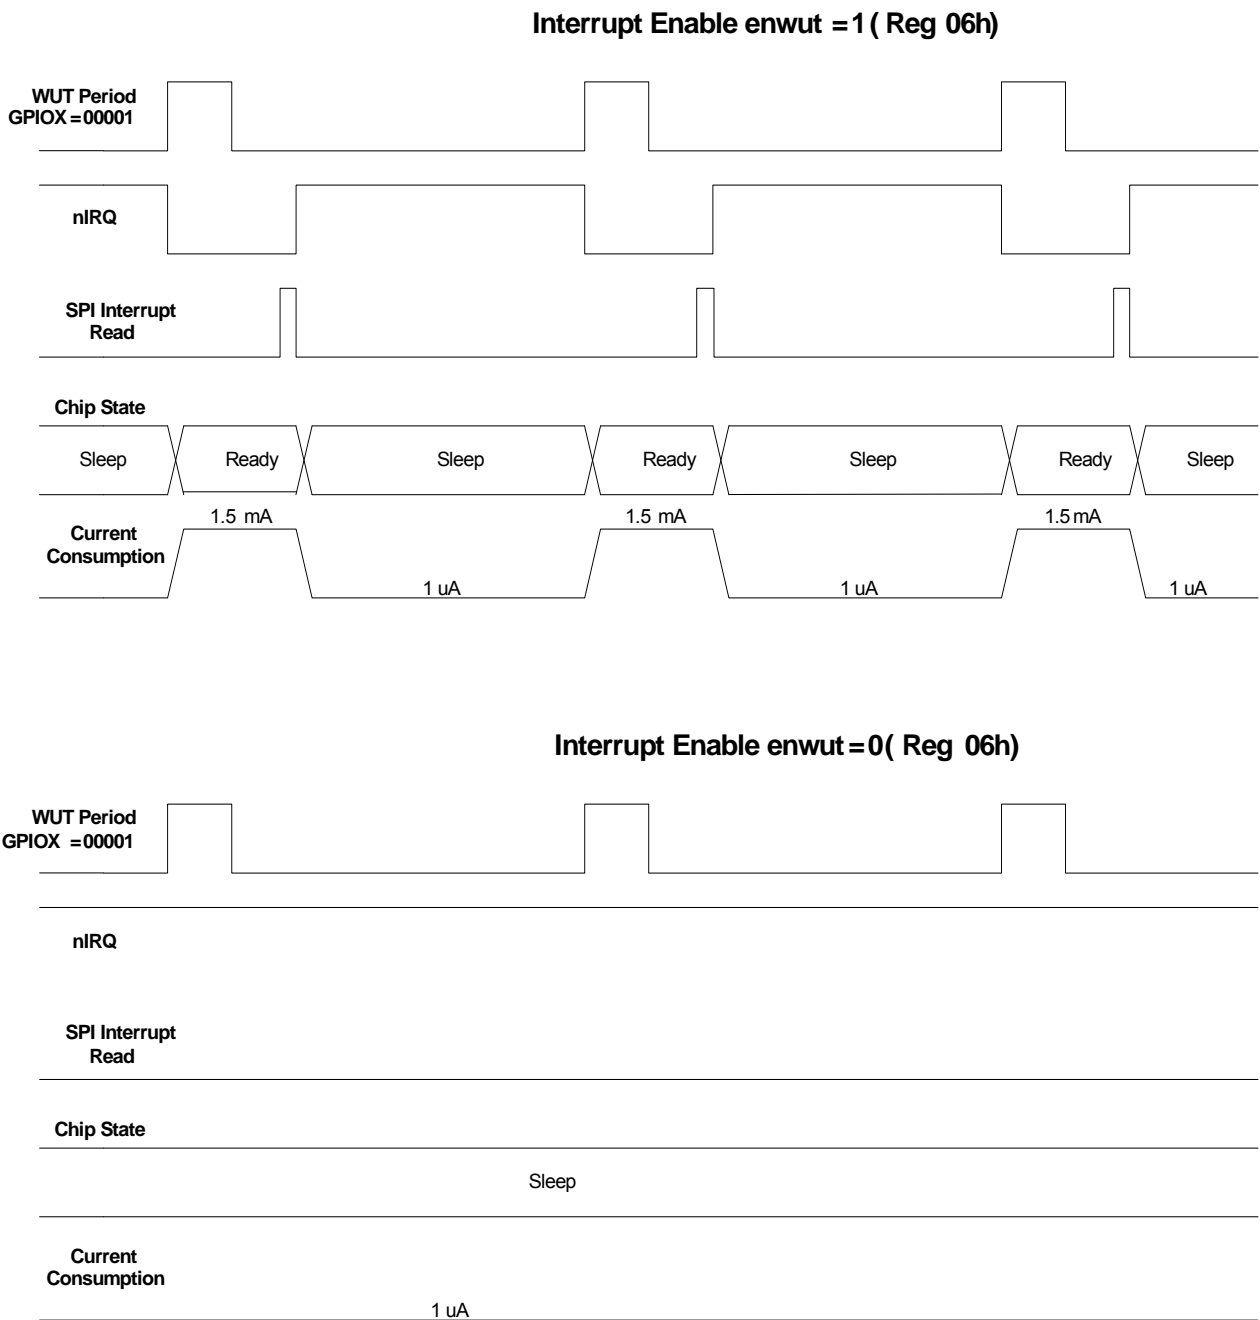 Interrupt Enable enwut =1( Reg 06h)
WUT Period
GPIOX=00001
nIRQ
SPI Interrupt
Read
Chip State
Sleep Ready Sleep Ready Sleep Ready Sleep
1.5 mA 1.5 mA 1.5mA
Current
Consumption
1 uA 1 uA 1 uA
Interrupt Enable enwut=0( Reg 06h)
WUT Period
GPIOX =00001
nIRQ
SPI Interrupt
Read
Chip State
Sleep
Current
Consumption
1 uA